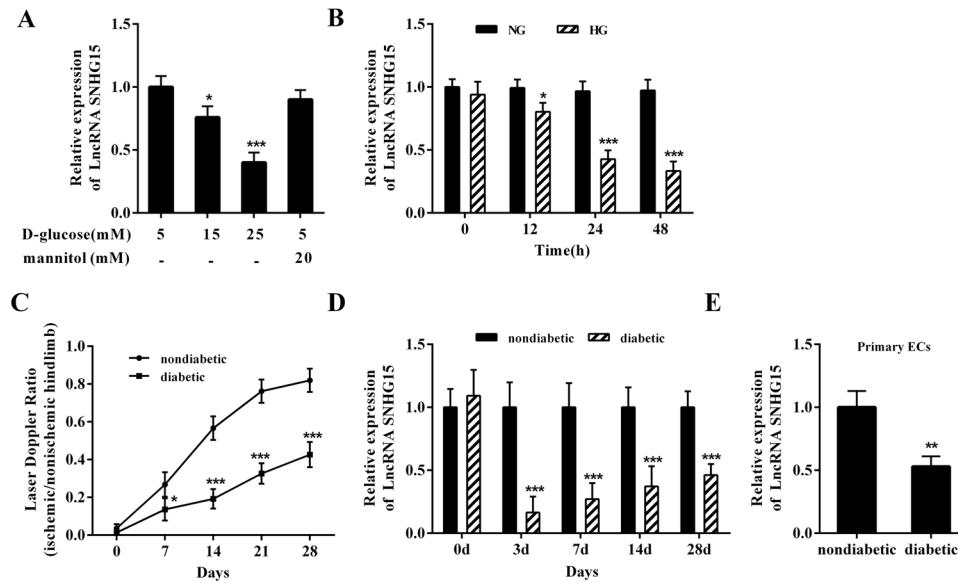 A
Relative expression
of LncRNA SNHG15
1.5
1.0
0.5
0.0
*
***
D-glucose(mM) 5 15 25 5
mannitol (mM) - - - 20
B
Relative expression
of LncRNA SNHG15
NG HG
1.5
1.0
0.5
0.0
*
***
***
0 12 24 48
Time(h)
C
Laser Doppler Ratio
(ischemic/nonischemic hindlimb)
1.0
0.8
0.6
0.4
0.2
0.0
nondiabetic
diabetic
*
***
***
***
0 7 14 21 28
Days
D
Relative expression
of LncRNA SNHG15
nondiabetic diabetic
1.5
1.0
0.5
0.0
***
***
***
***
0d 3d 7d 14d 28d
Days
E
Primary ECs
Relative expression
of LncRNA SNHG15
1.5
1.0
0.5
0.0
**
nondiabetic diabetic